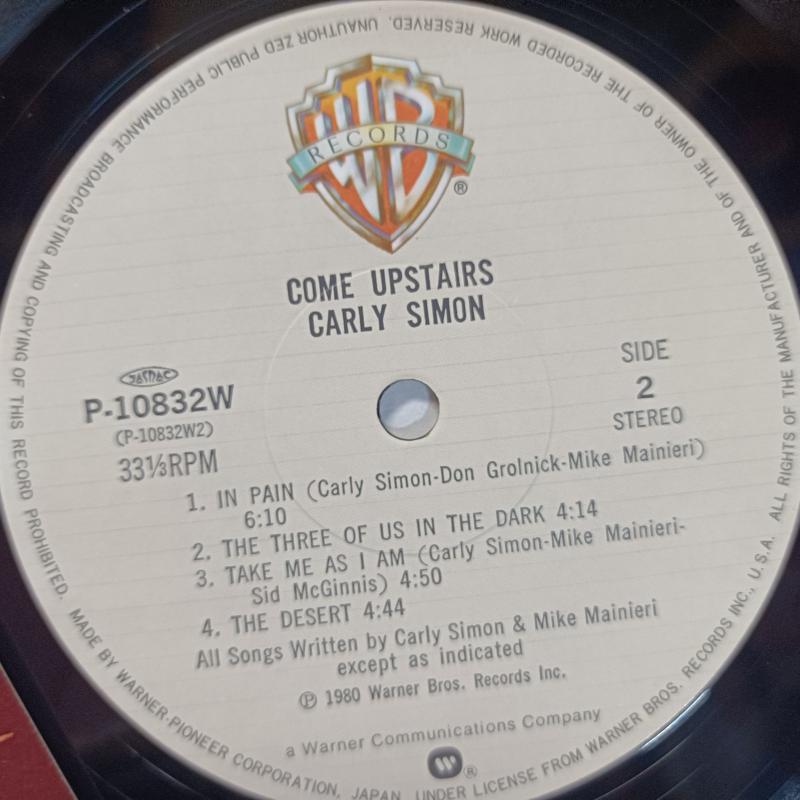 WB
RECORDS
®
COME UPSTAIRS
CARLY SIMON
JASRAC
P-10832W
(P-10832W2)
33⅓RPM
SIDE
2
STEREO
1. IN PAIN (Carly Simon-Don Grolnick-Mike Mainieri)
6:10
2. THE THREE OF US IN THE DARK 4:14
3. TAKE ME AS I AM (Carly Simon-Mike Mainieri-
Sid McGinnis) 4:50
4. THE DESERT 4:44
All Songs Written by Carly Simon & Mike Mainieri
except as indicated
Ⓟ 1980 Warner Bros. Records Inc.
a Warner Communications Company
W®
MADE BY WARNER-PIONEER CORPORATION, JAPAN, UNDER LICENSE FROM WARNER BROS. RECORDS INC., U.S.A. ALL RIGHTS OF THE MANUFACTURER AND OF THE OWNER OF THE RECORDED WORK RESERVED. UNAUTHORIZED PUBLIC PERFORMANCE BROADCASTING AND COPYING OF THIS RECORD PROHIBITED.